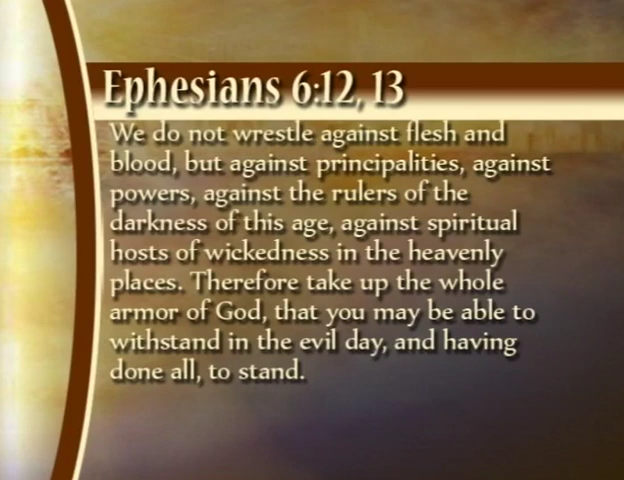 Ephesians 6:12, 13
We do not wrestle against flesh and
blood, but against principalities, against
powers, against the rulers of the
darkness of this age, against spiritual
hosts of wickedness in the heavenly
places. Therefore take up the whole
armor of God, that you may be able to
withstand in the evil day, and having
done all, to stand.